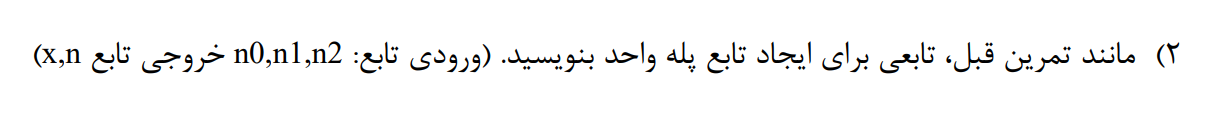 ۲) مانند تمرین قبل، تابعی برای ایجاد تابع پله واحد بنویسید. (ورودی تابع: n0,n1,n2 خروجی تابع x,n)